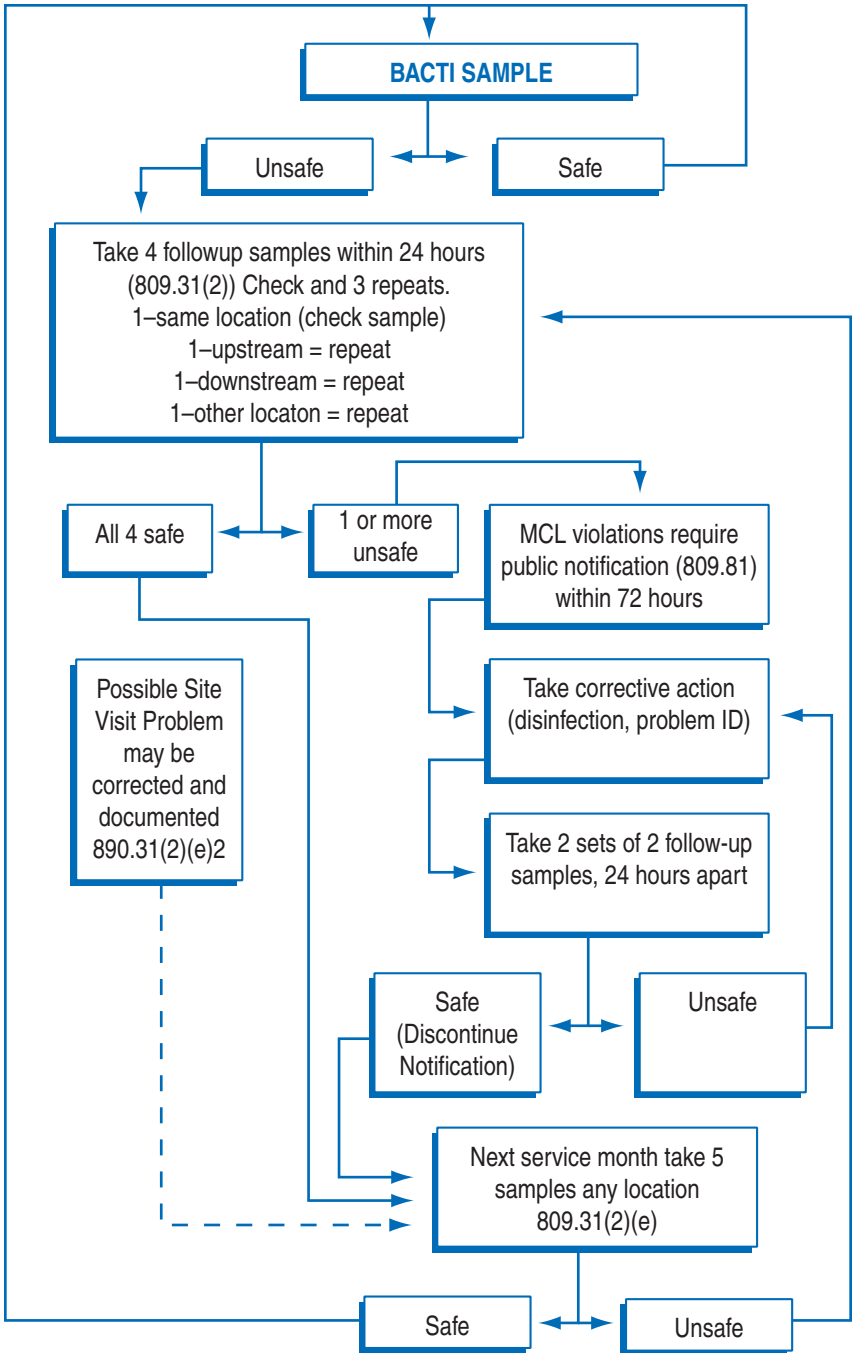 BACTI SAMPLE
Unsafe
Safe
Take 4 followup samples within 24 hours
(809.31(2)) Check and 3 repeats.
1–same location (check sample)
1–upstream = repeat
1–downstream = repeat
1–other locaton = repeat
All 4 safe
1 or more
unsafe
MCL violations require
public notification (809.81)
within 72 hours
Possible Site
Visit Problem
may be
corrected and
documented
890.31(2)(e)2
Take corrective action
(disinfection, problem ID)
Take 2 sets of 2 follow-up
samples, 24 hours apart
Safe
(Discontinue
Notification)
Unsafe
Next service month take 5
samples any location
809.31(2)(e)
Safe
Unsafe